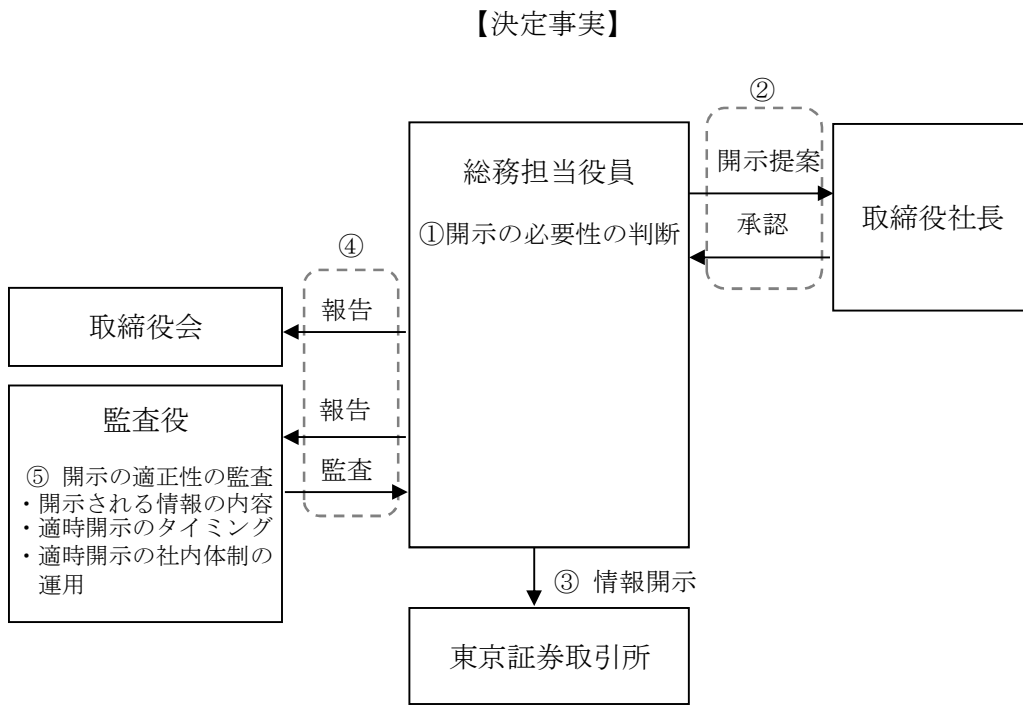 【決定事実】
②
総務担当役員
①開示の必要性の判断
開示提案
承認
取締役社長
④
報告
取締役会
報告
監査
監査役
⑤ 開示の適正性の監査
・開示される情報の内容
・適時開示のタイミング
・適時開示の社内体制の
運用
③ 情報開示
東京証券取引所